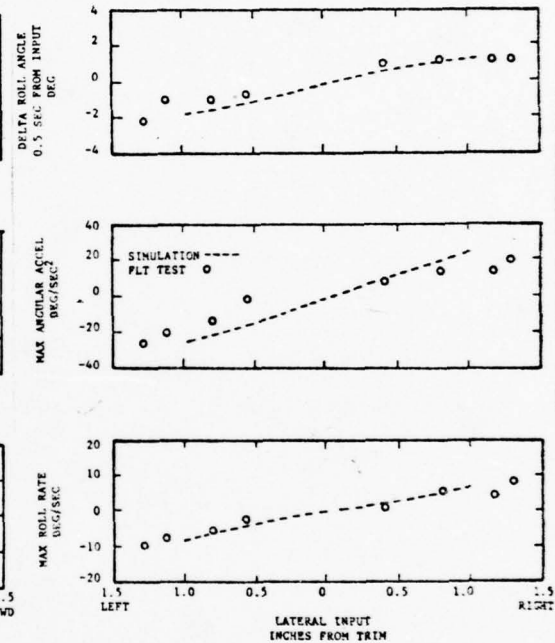 DELTA ROLL ANGLE
0.5 SEC FROM INPUT
DEG
4
2
0
-2
-4
MAX ANGULAR ACCEL
DEG/SEC²
40
20
0
-20
-40
SIMULATION
FLT TEST
MAX ROLL RATE
DEG/SEC
20
10
0
-10
-20
.5
WD
1.5
1.0
0.5
0
0.5
1.0
1.5
LEFT
RIGHT
LATERAL INPUT
INCHES FROM TRIM